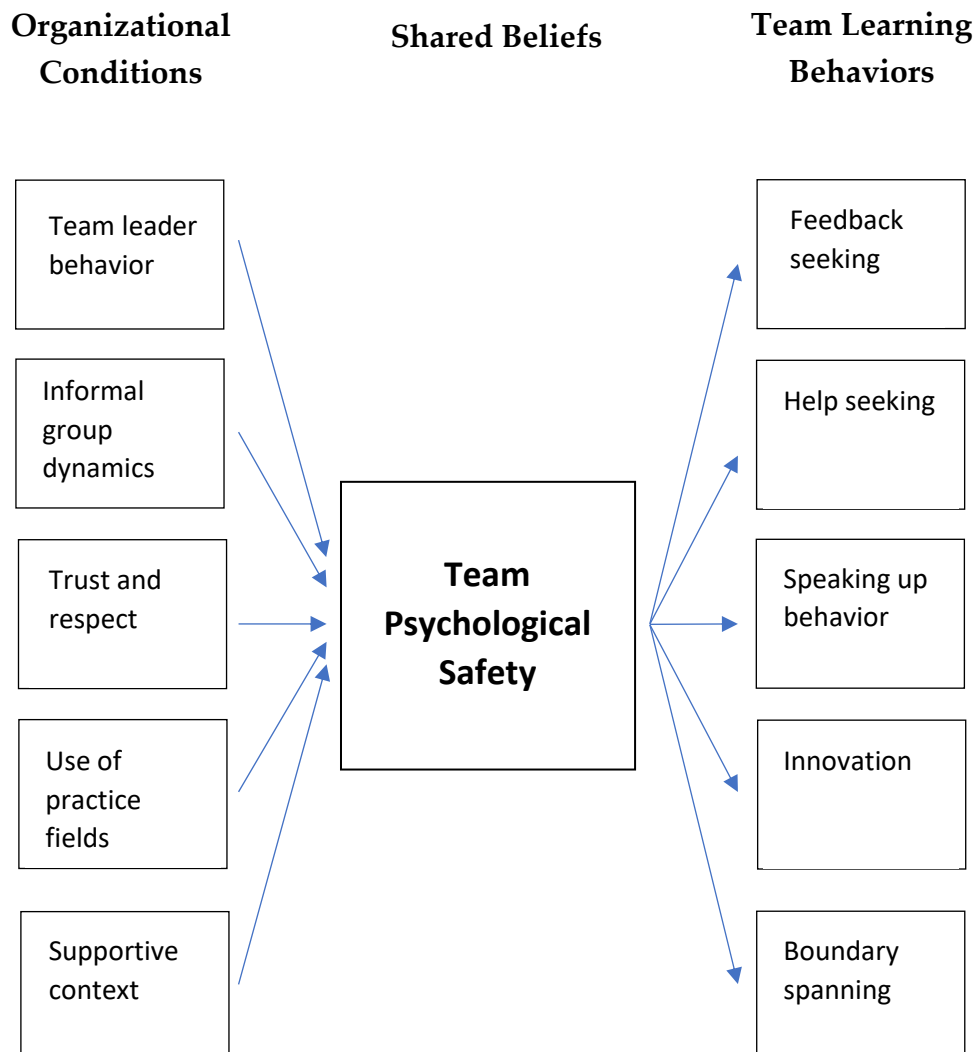 Organizational
Conditions
Shared Beliefs
Team Learning
Behaviors
Team leader
behavior
Informal
group
dynamics
Trust and
respect
Use of
practice
fields
Supportive
context
Team
Psychological
Safety
Feedback
seeking
Help seeking
Speaking up
behavior
Innovation
Boundary
spanning